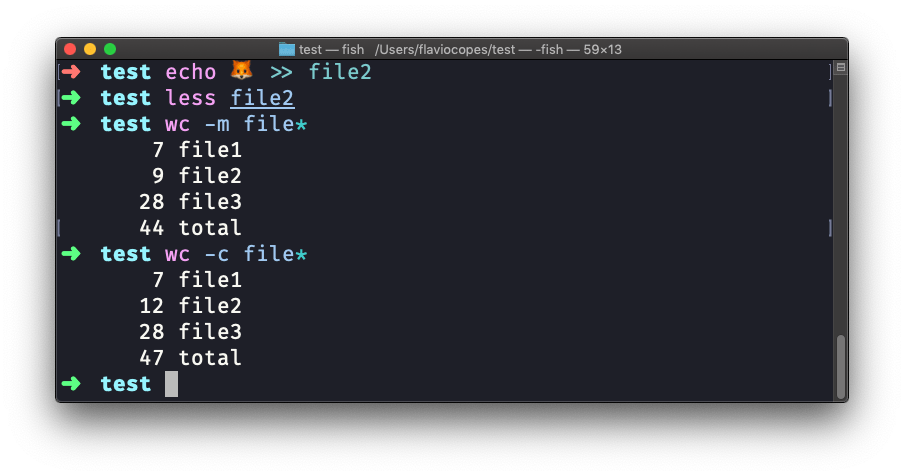 test — fish /Users/flaviocopes/test — -fish — 59×13
➜ test echo 🦊 >> file2
➜ test less file2
➜ test wc -m file*
7 file1
9 file2
28 file3
44 total
➜ test wc -c file*
7 file1
12 file2
28 file3
47 total
➜ test